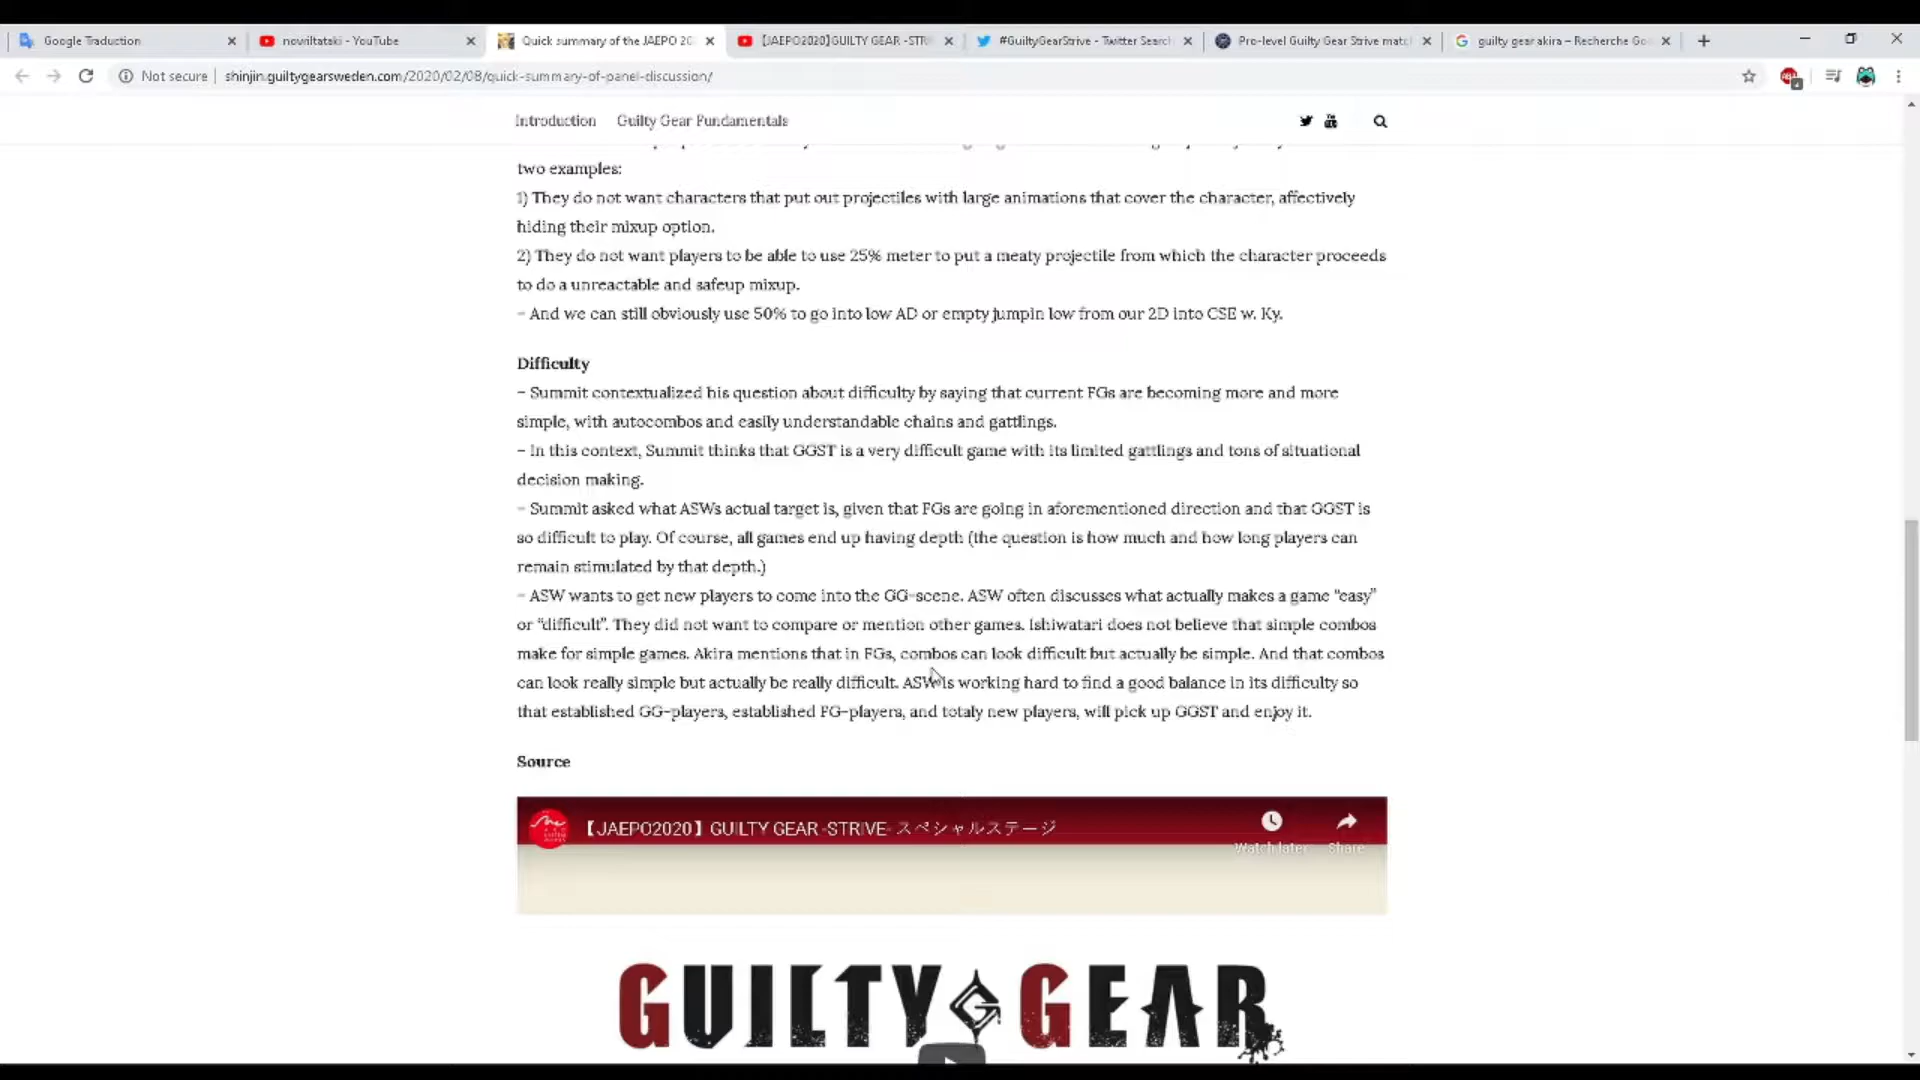 Google Traduction
nowiltataki - YouTube
Quick summary of the JAEPO 20
【JAEPO2020】GUILTY GEAR -STRI
#GuiltyGearStrive - Twitter Search
Pro-level Guilty Gear Strive matc
guilty gear akira – Recherche Go
Not secure
shinjin.guiltygearsweden.com/2020/02/08/quick-summary-of-panel-discussion/
Introduction
Guilty Gear Fundamentals
two examples:
1) They do not want characters that put out projectiles with large animations that cover the character, affectively
hiding their mixup option.
2) They do not want players to be able to use 25% meter to put a meaty projectile from which the character proceeds
to do a unreactable and safeup mixup.
– And we can still obviously use 50% to go into low AD or empty jumpin low from our 2D into CSE w. Ky.
Difficulty
– Summit contextualized his question about difficulty by saying that current FGs are becoming more and more
simple, with autocombos and easily understandable chains and gattlings.
– In this context, Summit thinks that GGST is a very difficult game with its limited gattlings and tons of situational
decision making.
– Summit asked what ASWs actual target is, given that FGs are going in aforementioned direction and that GGST is
so difficult to play. Of course, all games end up having depth (the question is how much and how long players can
remain stimulated by that depth.)
– ASW wants to get new players to come into the GG-scene. ASW often discusses what actually makes a game “easy”
or “difficult”. They did not want to compare or mention other games. Ishiwatari does not believe that simple combos
make for simple games. Akira mentions that in FGs, combos can look difficult but actually be simple. And that combos
can look really simple but actually be really difficult. ASW is working hard to find a good balance in its difficulty so
that established GG-players, established FG-players, and totaly new players, will pick up GGST and enjoy it.
Source
【JAEPO2020】GUILTY GEAR -STRIVE- スペシャルステージ
Watch later
Share
GUILTY GEAR